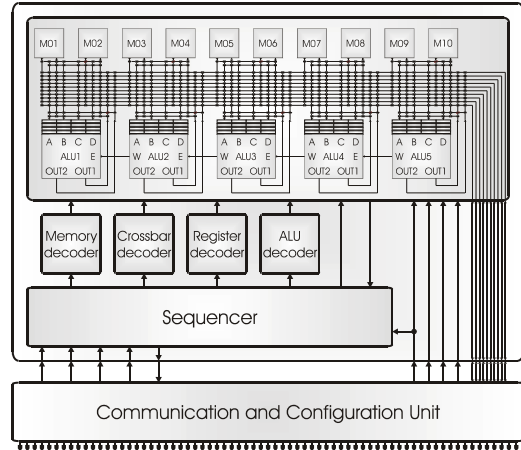 M01 M02 M03 M04 M05 M06 M07 M08 M09 M10
A B C D A B C D A B C D A B C D A B C D
ALU1 E W ALU2 E W ALU3 E W ALU4 E W ALU5
OUT2 OUT1 OUT2 OUT1 OUT2 OUT1 OUT2 OUT1 OUT2 OUT1
Memory Crossbar Register ALU
decoder decoder decoder decoder
Sequencer
Communication and Configuration Unit